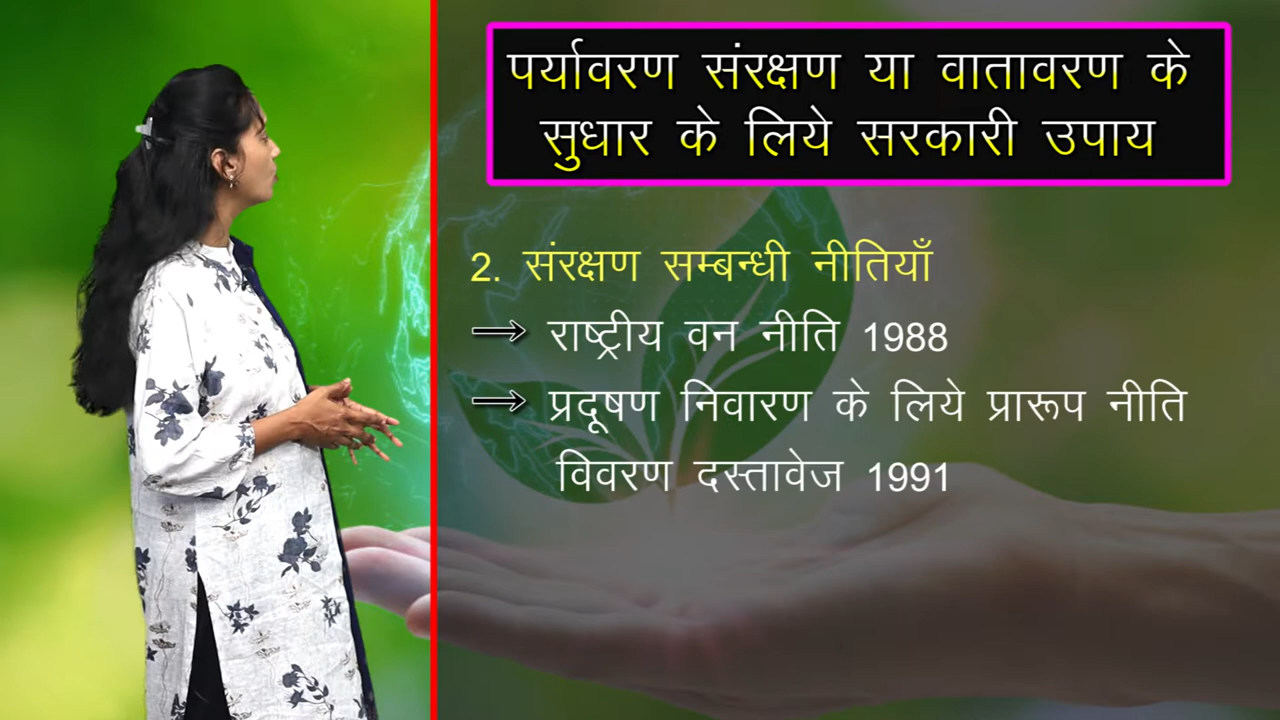 पर्यावरण संरक्षण या वातावरण के
सुधार के लिये सरकारी उपाय
2. संरक्षण सम्बन्धी नीतियाँ
→ राष्ट्रीय वन नीति 1988
→ प्रदूषण निवारण के लिये प्रारूप नीति
विवरण दस्तावेज 1991